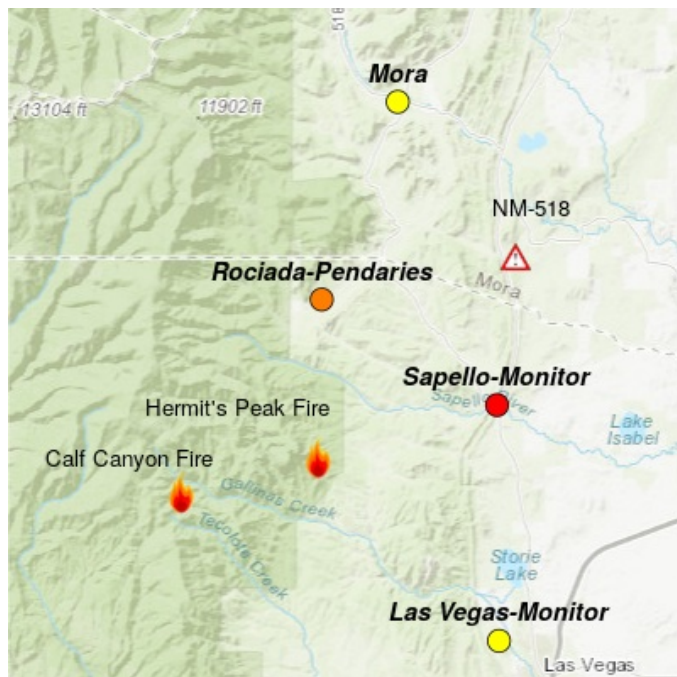 518
Mora
13104 ft
11902 ft
NM-518
Rociada-Pendaries
Mora
Sapello-Monitor
Sapello River
Hermit's Peak Fire
Lake
Isabel
Calf Canyon Fire
Gallinas Creek
Tecolote Creek
Storie
Lake
Las Vegas-Monitor
Las Vegas